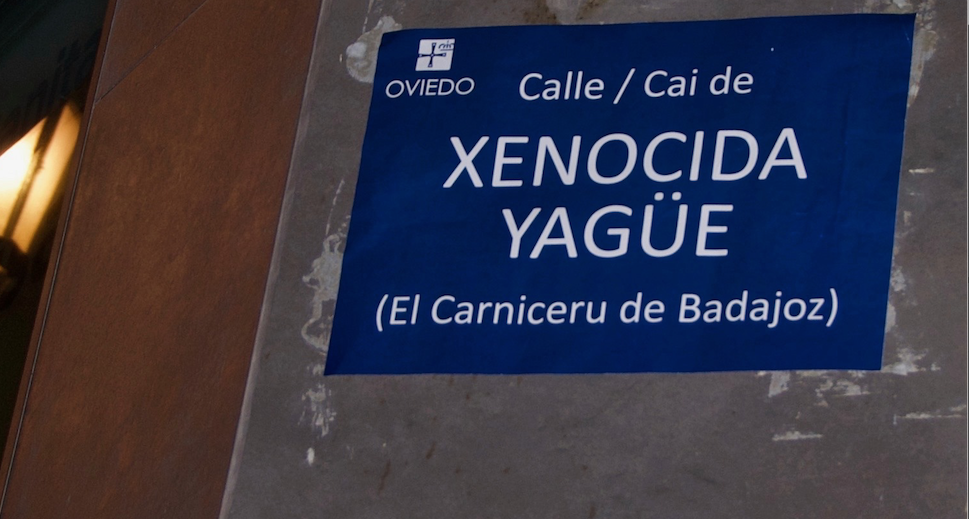 OVIEDO
Calle / Cai de
XENOCIDA
YAGÜE
(El Carniceru de Badajoz)